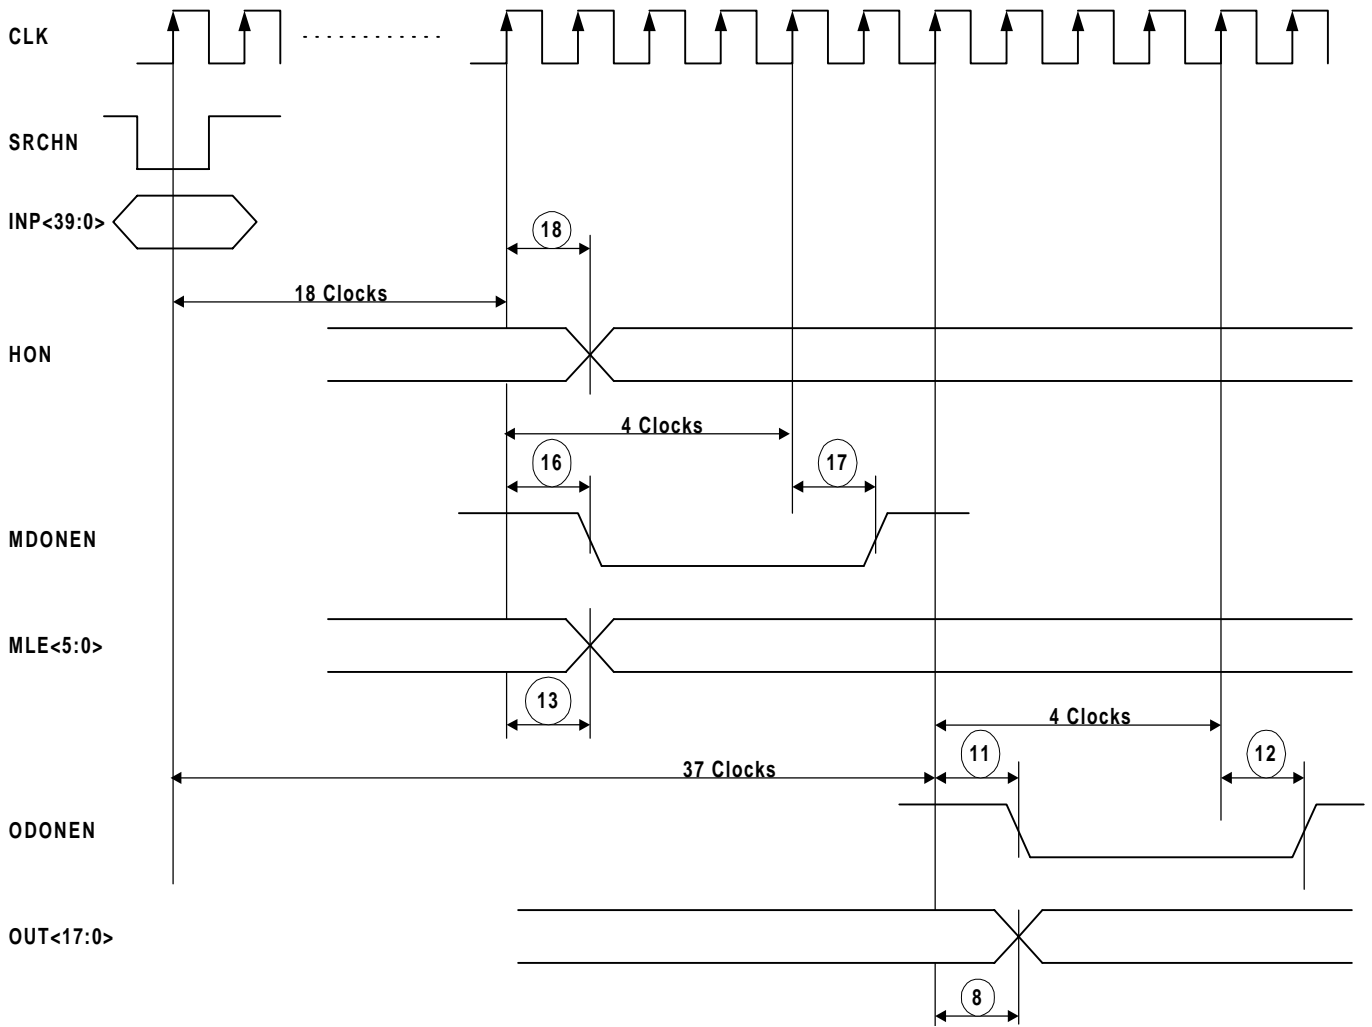 CLK
SRCHN
INP<39:0>
18
18 Clocks
HON
4 Clocks
16
17
MDONEN
MLE<5:0>
13
4 Clocks
11
12
37 Clocks
ODONEN
OUT<17:0>
8